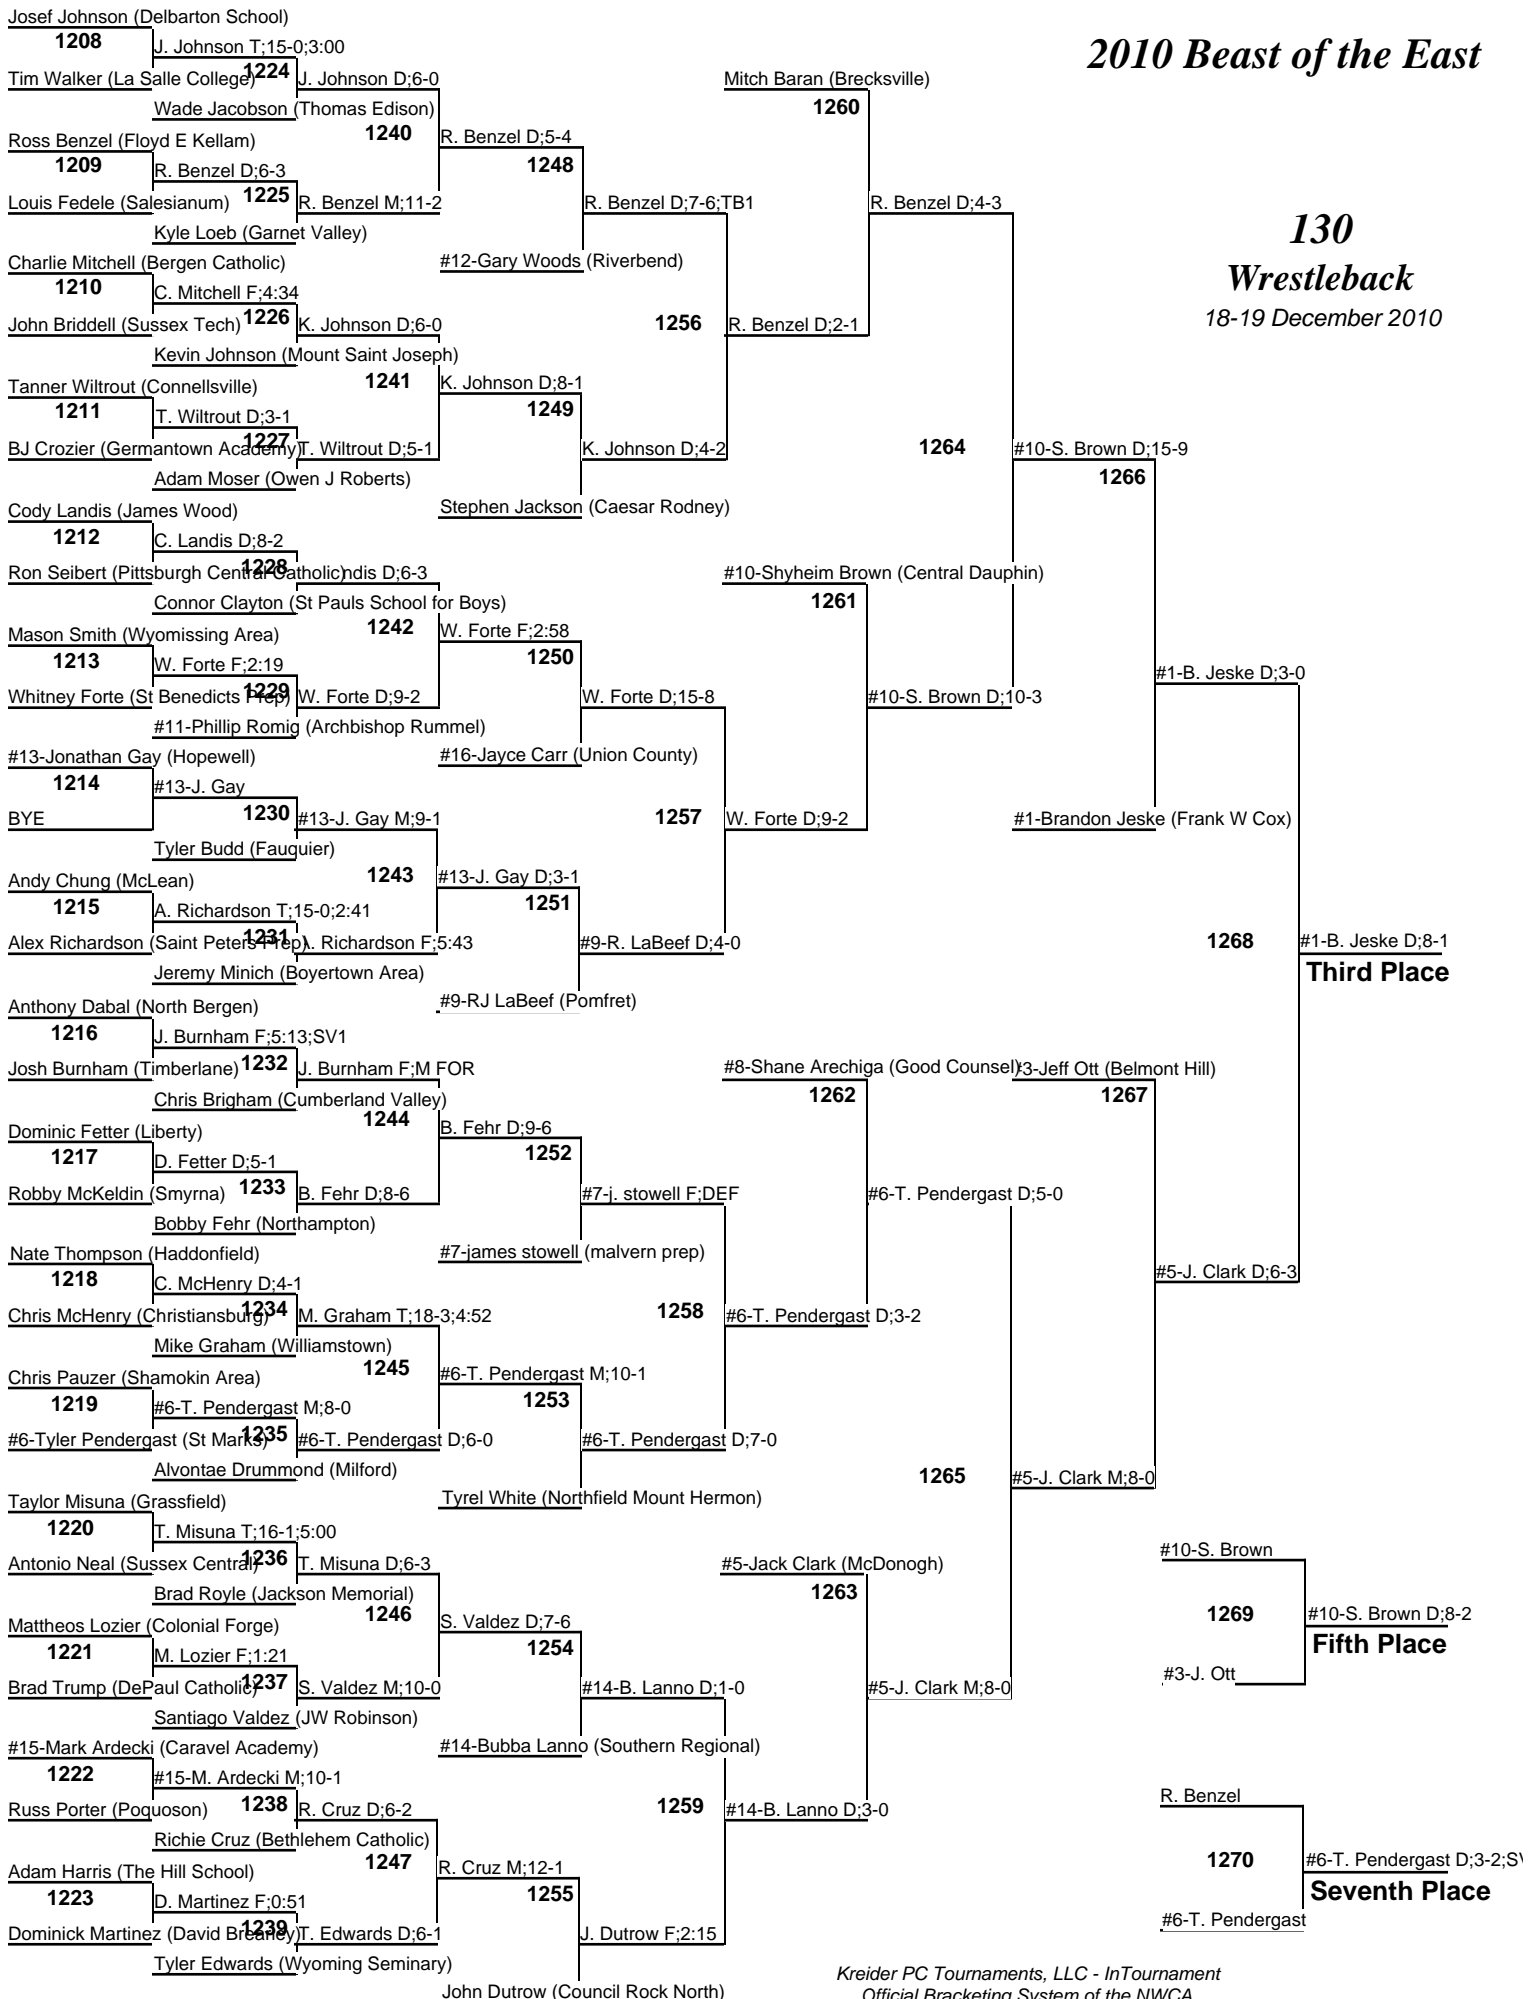 2010 Beast of the East
130
Wrestleback
18-19 December 2010
Josef Johnson (Delbarton School)
1208
J. Johnson T;15-0;3:00
Tim Walker (La Salle College)
1224
J. Johnson D;6-0
Wade Jacobson (Thomas Edison)
1240
Ross Benzel (Floyd E Kellam)
R. Benzel D;5-4
1209
R. Benzel D;6-3
1248
Louis Fedele (Salesianum)
1225
R. Benzel M;11-2
R. Benzel D;7-6;TB1
Kyle Loeb (Garnet Valley)
Charlie Mitchell (Bergen Catholic)
#12-Gary Woods (Riverbend)
1210
C. Mitchell F;4:34
John Briddell (Sussex Tech)
1226
K. Johnson D;6-0
1256
R. Benzel D;2-1
Kevin Johnson (Mount Saint Joseph)
Tanner Wiltrout (Connellsville)
1241
K. Johnson D;8-1
1211
T. Wiltrout D;3-1
1249
BJ Crozier (Germantown Academy)
1227
T. Wiltrout D;5-1
K. Johnson D;4-2
Adam Moser (Owen J Roberts)
Stephen Jackson (Caesar Rodney)
Mitch Baran (Brecksville)
1260
R. Benzel D;4-3
1264
#10-S. Brown D;15-9
1266
Cody Landis (James Wood)
1212
C. Landis D;8-2
Ron Seibert (Pittsburgh Central Catholic)
1228
ndis D;6-3
#10-Shyheim Brown (Central Dauphin)
Connor Clayton (St Pauls School for Boys)
1261
Mason Smith (Wyomissing Area)
1242
W. Forte F;2:58
1213
W. Forte F;2:19
1250
#1-B. Jeske D;3-0
Whitney Forte (St Benedicts Prep)
1229
W. Forte D;9-2
W. Forte D;15-8
#10-S. Brown D;10-3
#11-Phillip Romig (Archbishop Rummel)
#13-Jonathan Gay (Hopewell)
#16-Jayce Carr (Union County)
1214
#13-J. Gay
BYE
1230
#13-J. Gay M;9-1
1257
W. Forte D;9-2
#1-Brandon Jeske (Frank W Cox)
Tyler Budd (Fauquier)
Andy Chung (McLean)
1243
#13-J. Gay D;3-1
1215
A. Richardson T;15-0;2:41
1251
Alex Richardson (Saint Peters Prep)
1231
A. Richardson F;5:43
#9-R. LaBeef D;4-0
1268
#1-B. Jeske D;8-1
Third Place
Jeremy Minich (Boyertown Area)
#9-RJ LaBeef (Pomfret)
Anthony Dabal (North Bergen)
1216
J. Burnham F;5:13;SV1
Josh Burnham (Timberlane)
1232
J. Burnham F;M FOR
#8-Shane Arechiga (Good Counsel)
#3-Jeff Ott (Belmont Hill)
Chris Brigham (Cumberland Valley)
1262
1267
1244
Dominic Fetter (Liberty)
B. Fehr D;9-6
1217
D. Fetter D;5-1
1252
Robby McKeldin (Smyrna)
1233
B. Fehr D;8-6
#7-j. stowell F;DEF
#6-T. Pendergast D;5-0
Bobby Fehr (Northampton)
Nate Thompson (Haddonfield)
#7-james stowell (malvern prep)
1218
C. McHenry D;4-1
#5-J. Clark D;6-3
Chris McHenry (Christiansburg)
1234
M. Graham T;18-3;4:52
1258
#6-T. Pendergast D;3-2
Mike Graham (Williamstown)
1245
Chris Pauzer (Shamokin Area)
#6-T. Pendergast M;10-1
1219
#6-T. Pendergast M;8-0
1253
#6-Tyler Pendergast (St Marks)
1235
#6-T. Pendergast D;6-0
#6-T. Pendergast D;7-0
Alvontae Drummond (Milford)
1265
#5-J. Clark M;8-0
Taylor Misuna (Grassfield)
Tyrel White (Northfield Mount Hermon)
1220
T. Misuna T;16-1;5:00
Antonio Neal (Sussex Central)
1236
T. Misuna D;6-3
#5-Jack Clark (McDonogh)
#10-S. Brown
Brad Royle (Jackson Memorial)
1263
1246
Mattheos Lozier (Colonial Forge)
S. Valdez D;7-6
1269
#10-S. Brown D;8-2
Fifth Place
1221
M. Lozier F;1:21
1254
Brad Trump (DePaul Catholic)
1237
S. Valdez M;10-0
#14-B. Lanno D;1-0
#5-J. Clark M;8-0
#3-J. Ott
Santiago Valdez (JW Robinson)
#15-Mark Ardecki (Caravel Academy)
#14-Bubba Lanno (Southern Regional)
1222
#15-M. Ardecki M;10-1
Russ Porter (Poquoson)
1238
R. Cruz D;6-2
1259
#14-B. Lanno D;3-0
R. Benzel
Richie Cruz (Bethlehem Catholic)
1247
Adam Harris (The Hill School)
R. Cruz M;12-1
1270
#6-T. Pendergast D;3-2;SV
Seventh Place
1223
D. Martinez F;0:51
1255
Dominick Martinez (David Brearley)
1239
T. Edwards D;6-1
J. Dutrow F;2:15
#6-T. Pendergast
Tyler Edwards (Wyoming Seminary)
John Dutrow (Council Rock North)
Kreider PC Tournaments, LLC - InTournament
Official Bracketing System of the NWCA